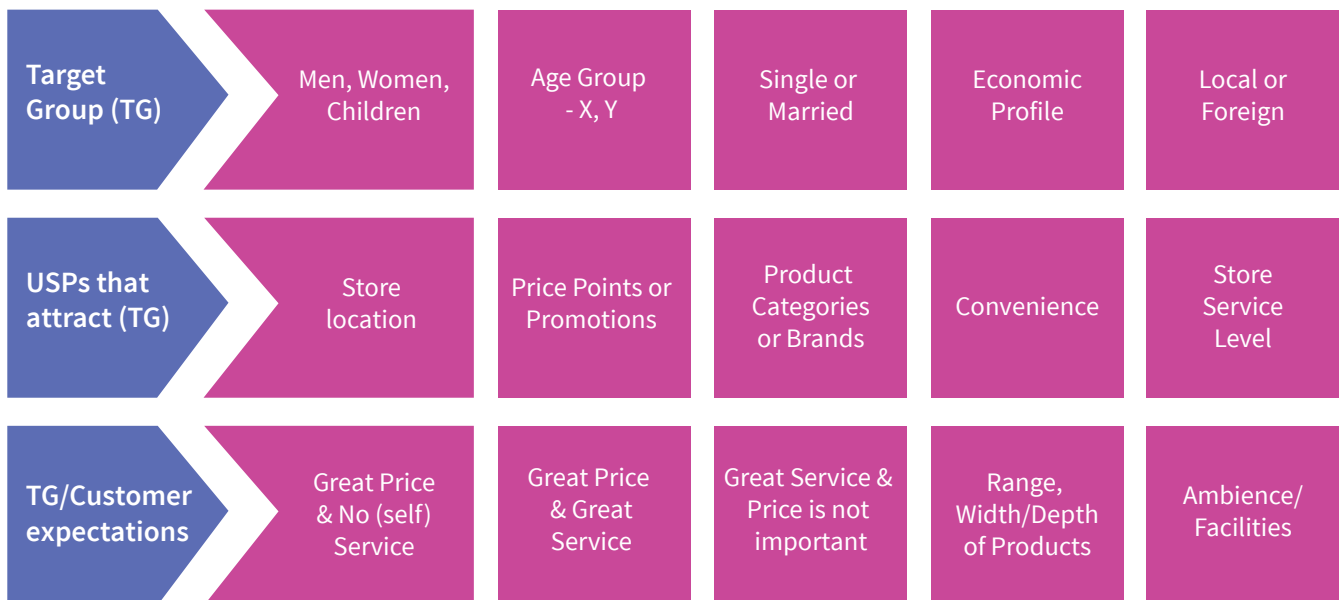 Target
Group (TG)
Men, Women,
Children
Age Group
- X, Y
Single or
Married
Economic
Profile
Local or
Foreign
USPs that
attract (TG)
Store
location
Price Points or
Promotions
Product
Categories
or Brands
Convenience
Store
Service
Level
TG/Customer
expectations
Great Price
& No (self)
Service
Great Price
& Great
Service
Great Service &
Price is not
important
Range,
Width/Depth
of Products
Ambience/
Facilities